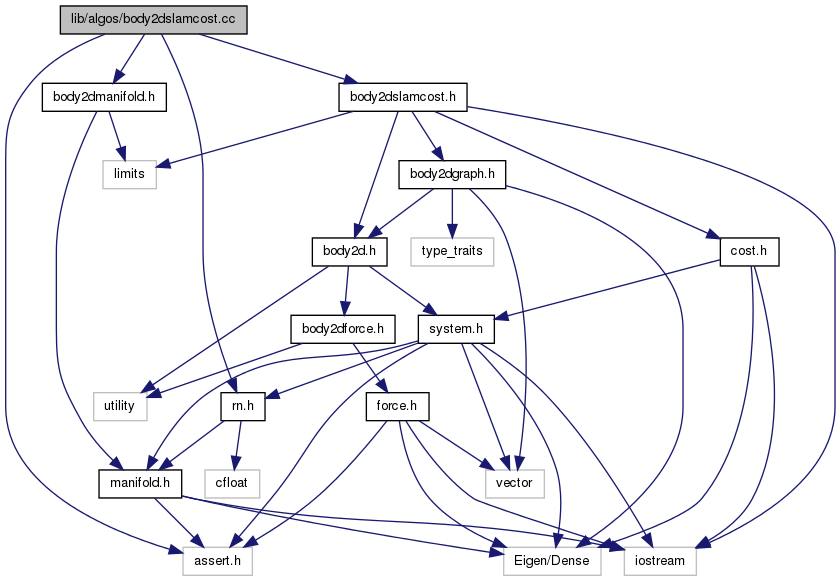 lib/algos/body2dslamcost.cc
body2dmanifold.h
body2dslamcost.h
limits
body2dgraph.h
body2d.h
type_traits
cost.h
body2dforce.h
system.h
utility
rn.h
force.h
manifold.h
cfloat
vector
assert.h
Eigen/Dense
iostream